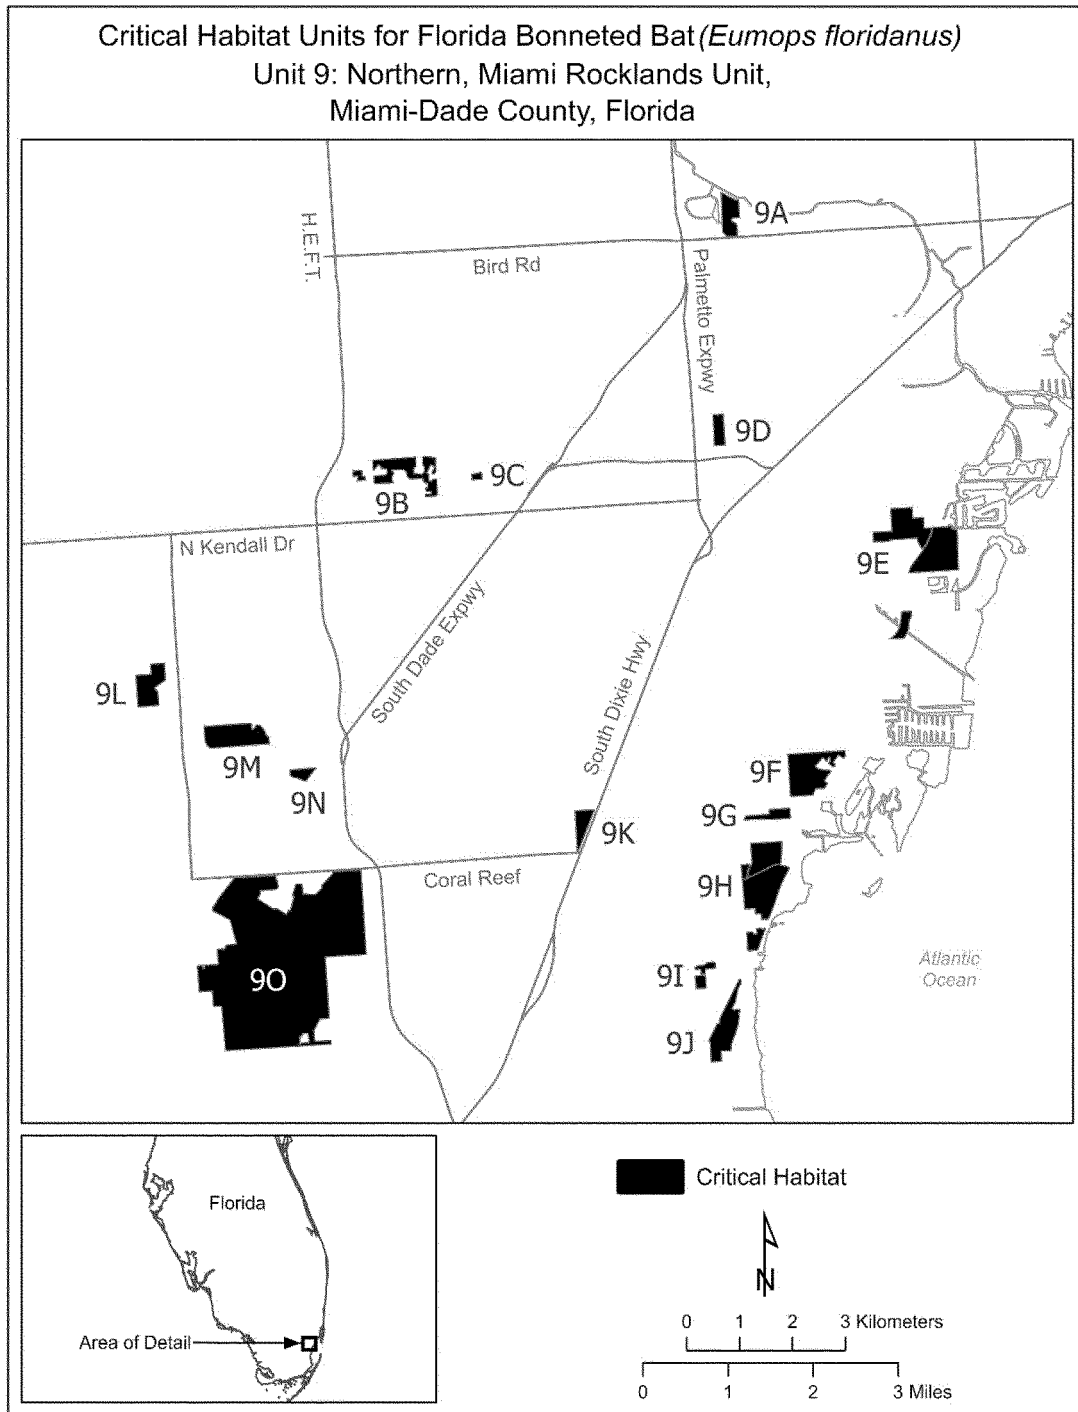 Critical Habitat Units for Florida Bonneted Bat (Eumops floridanus)
Unit 9: Northern, Miami Rocklands Unit,
Miami-Dade County, Florida
H.E.F.T.
9A
Bird Rd
Palmetto Expwy
9D
9B
9C
N Kendall Dr
9E
South Dade Expwy
South Dixie Hwy
9L
9M
9N
9F
9G
9K
Coral Reef
9H
9O
9I
Atlantic
Ocean
9J
Florida
Area of Detail
Critical Habitat
N
0 1 2 3 Kilometers
0 1 2 3 Miles